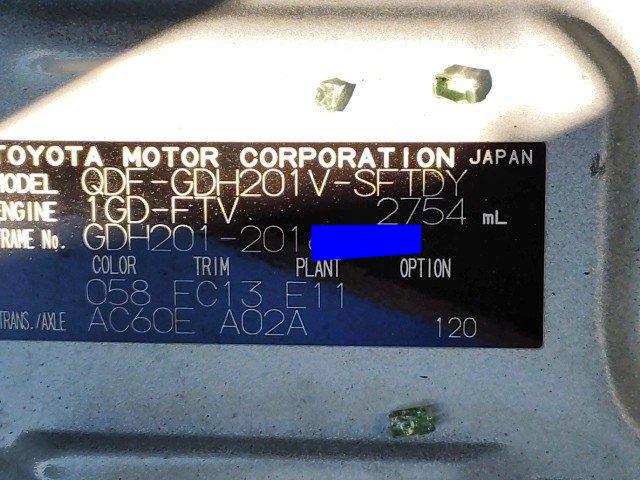 TOYOTA MOTOR CORPORATION JAPAN
MODEL QDF-GDH201V-SFTDY
ENGINE 1GD-FTV 2754 mL
FRAME No. GDH201-201
COLOR TRIM PLANT OPTION
058 FC13 E11
TRANS./AXLE AC60E A02A 120